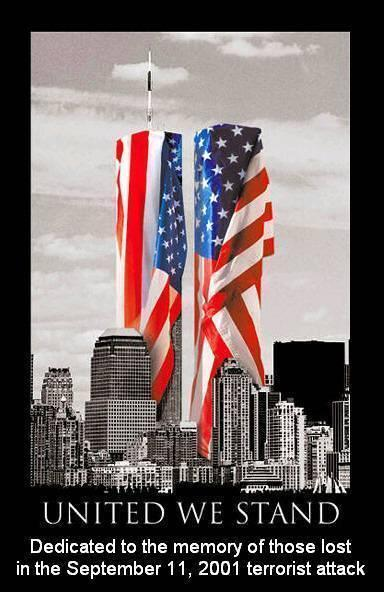 UNITED WE STAND
Dedicated to the memory of those lost
in the September 11, 2001 terrorist attack